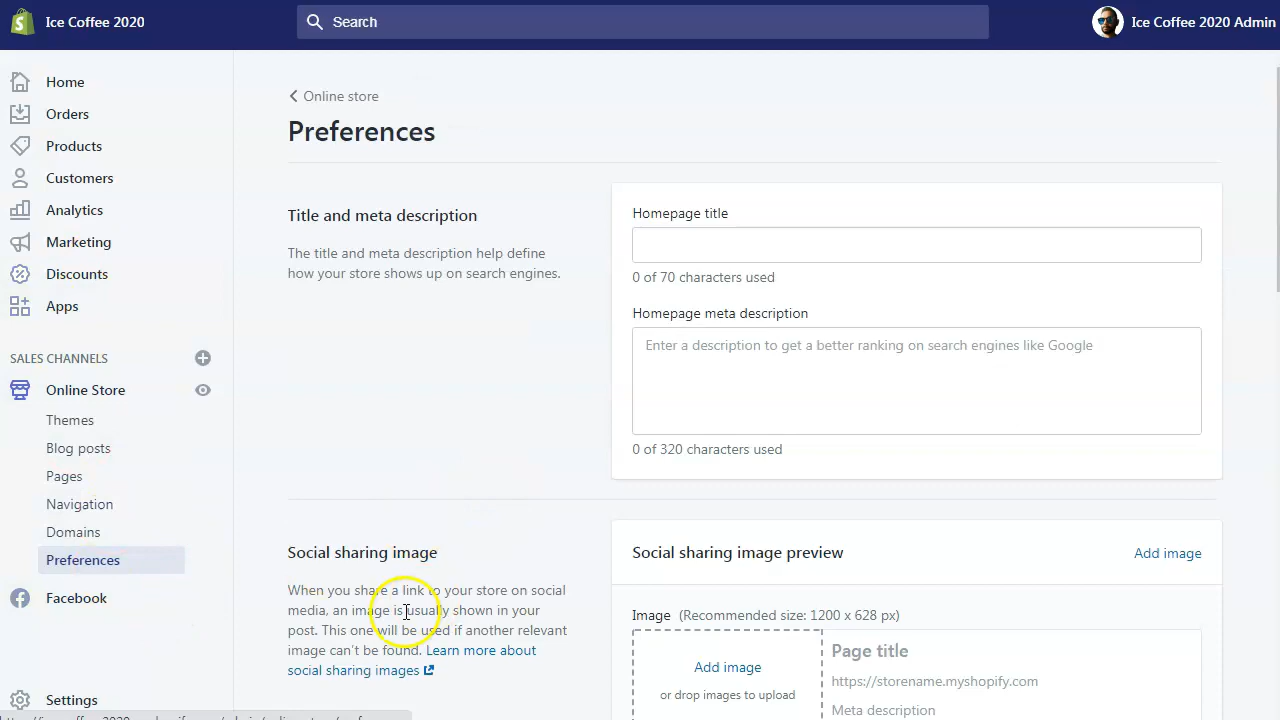 Ice Coffee 2020
Search
Ice Coffee 2020 Admin
Home
Orders
Products
Customers
Analytics
Marketing
Discounts
Apps
SALES CHANNELS
Online Store
Themes
Blog posts
Pages
Navigation
Domains
Preferences
Facebook
Settings
Online store
Preferences
Title and meta description
The title and meta description help define
how your store shows up on search engines.
Homepage title
0 of 70 characters used
Homepage meta description
Enter a description to get a better ranking on search engines like Google
0 of 320 characters used
Social sharing image
When you share a link to your store on social
media, an image is usually shown in your
post. This one will be used if another relevant
image can't be found. Learn more about
social sharing images
Social sharing image preview
Add image
Image (Recommended size: 1200 x 628 px)
Add image
or drop images to upload
Page title
https://storename.myshopify.com
Meta description